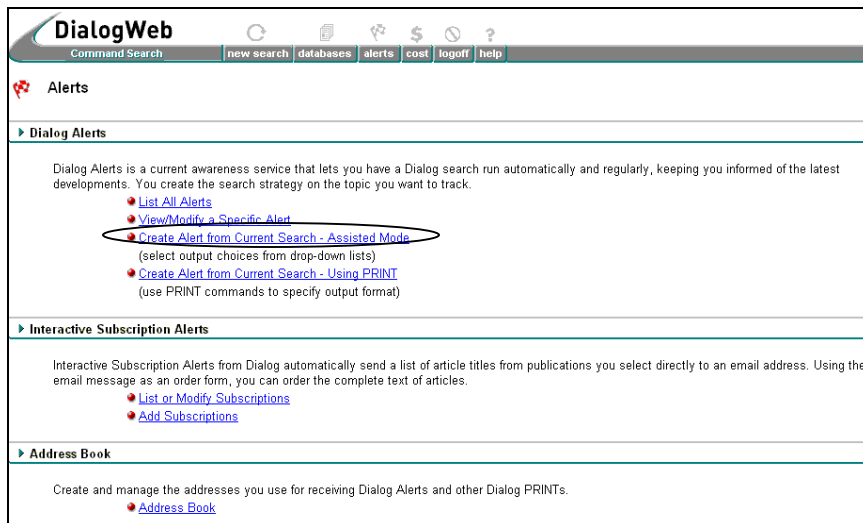 DialogWeb
$ ?
Command Search new search databases alerts cost logoff help
Alerts
Dialog Alerts
Dialog Alerts is a current awareness service that lets you have a Dialog search run automatically and regularly, keeping you informed of the latest
developments. You create the search strategy on the topic you want to track.
List All Alerts
View/Modify a Specific Alert
Create Alert from Current Search - Assisted Mode
(select output choices from drop-down lists)
Create Alert from Current Search - Using PRINT
(use PRINT commands to specify output format)
Interactive Subscription Alerts
Interactive Subscription Alerts from Dialog automatically send a list of article titles from publications you select directly to an email address. Using the
email message as an order form, you can order the complete text of articles.
List or Modify Subscriptions
Add Subscriptions
Address Book
Create and manage the addresses you use for receiving Dialog Alerts and other Dialog PRINTs.
Address Book